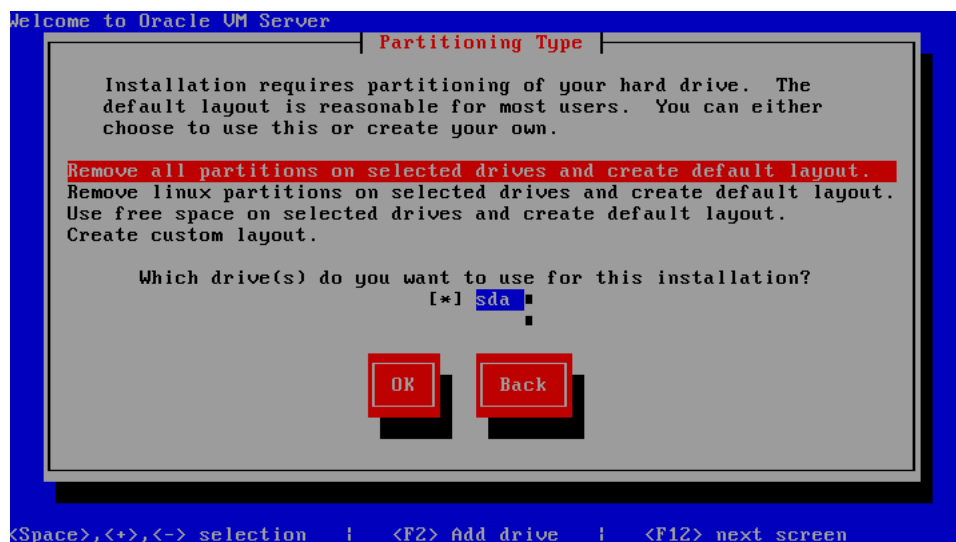 Welcome to Oracle VM Server
Partitioning Type
Installation requires partitioning of your hard drive. The
default layout is reasonable for most users. You can either
choose to use this or create your own.
Remove all partitions on selected drives and create default layout.
Remove linux partitions on selected drives and create default layout.
Use free space on selected drives and create default layout.
Create custom layout.
Which drive(s) do you want to use for this installation?
[*] sda
OK Back
<Space>,<+>,<-> selection | <F2> Add drive | <F12> next screen